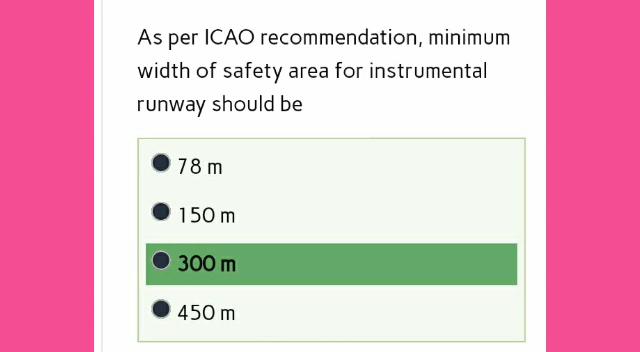 As per ICAO recommendation, minimum
width of safety area for instrumental
runway should be
78 m
150 m
300 m
450 m